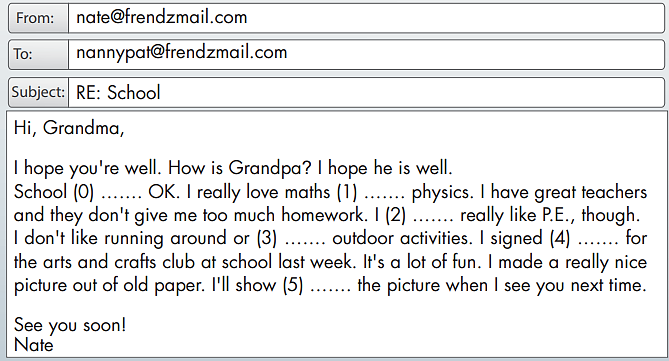 From: nate@frendzmail.com
To: nannypat@frendzmail.com
Subject: RE: School
Hi, Grandma,
I hope you're well. How is Grandpa? I hope he is well.
School (0) ....... OK. I really love maths (1) ....... physics. I have great teachers
and they don't give me too much homework. I (2) ....... really like P.E., though.
I don't like running around or (3) ....... outdoor activities. I signed (4) ....... for
the arts and crafts club at school last week. It's a lot of fun. I made a really nice
picture out of old paper. I'll show (5) ....... the picture when I see you next time.
See you soon!
Nate